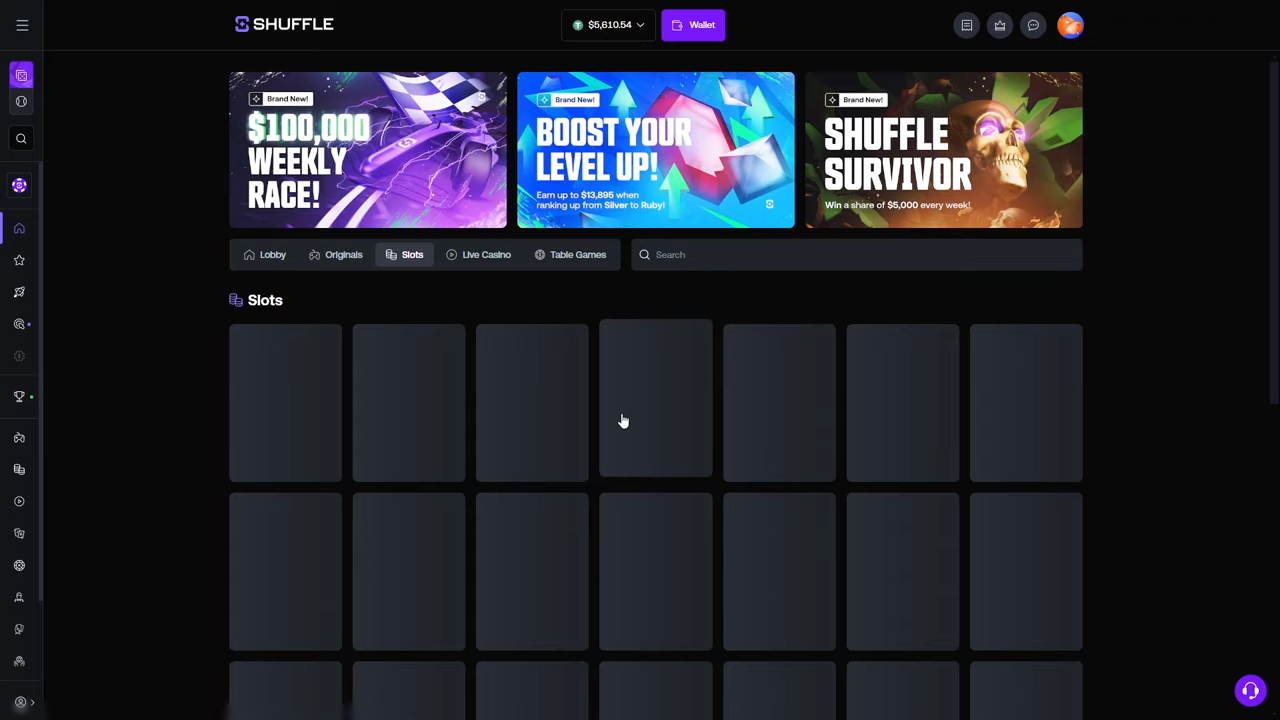 SHUFFLE
$5,610.54
Wallet
Brand New!
$100,000
WEEKLY
RACE!
Brand New!
BOOST YOUR
LEVEL UP!
Earn up to $13,895 when
ranking up from Silver to Ruby!
Brand New!
SHUFFLE
SURVIVOR
Win a share of $5,000 every week!
Lobby
Originals
Slots
Live Casino
Table Games
Search
Slots